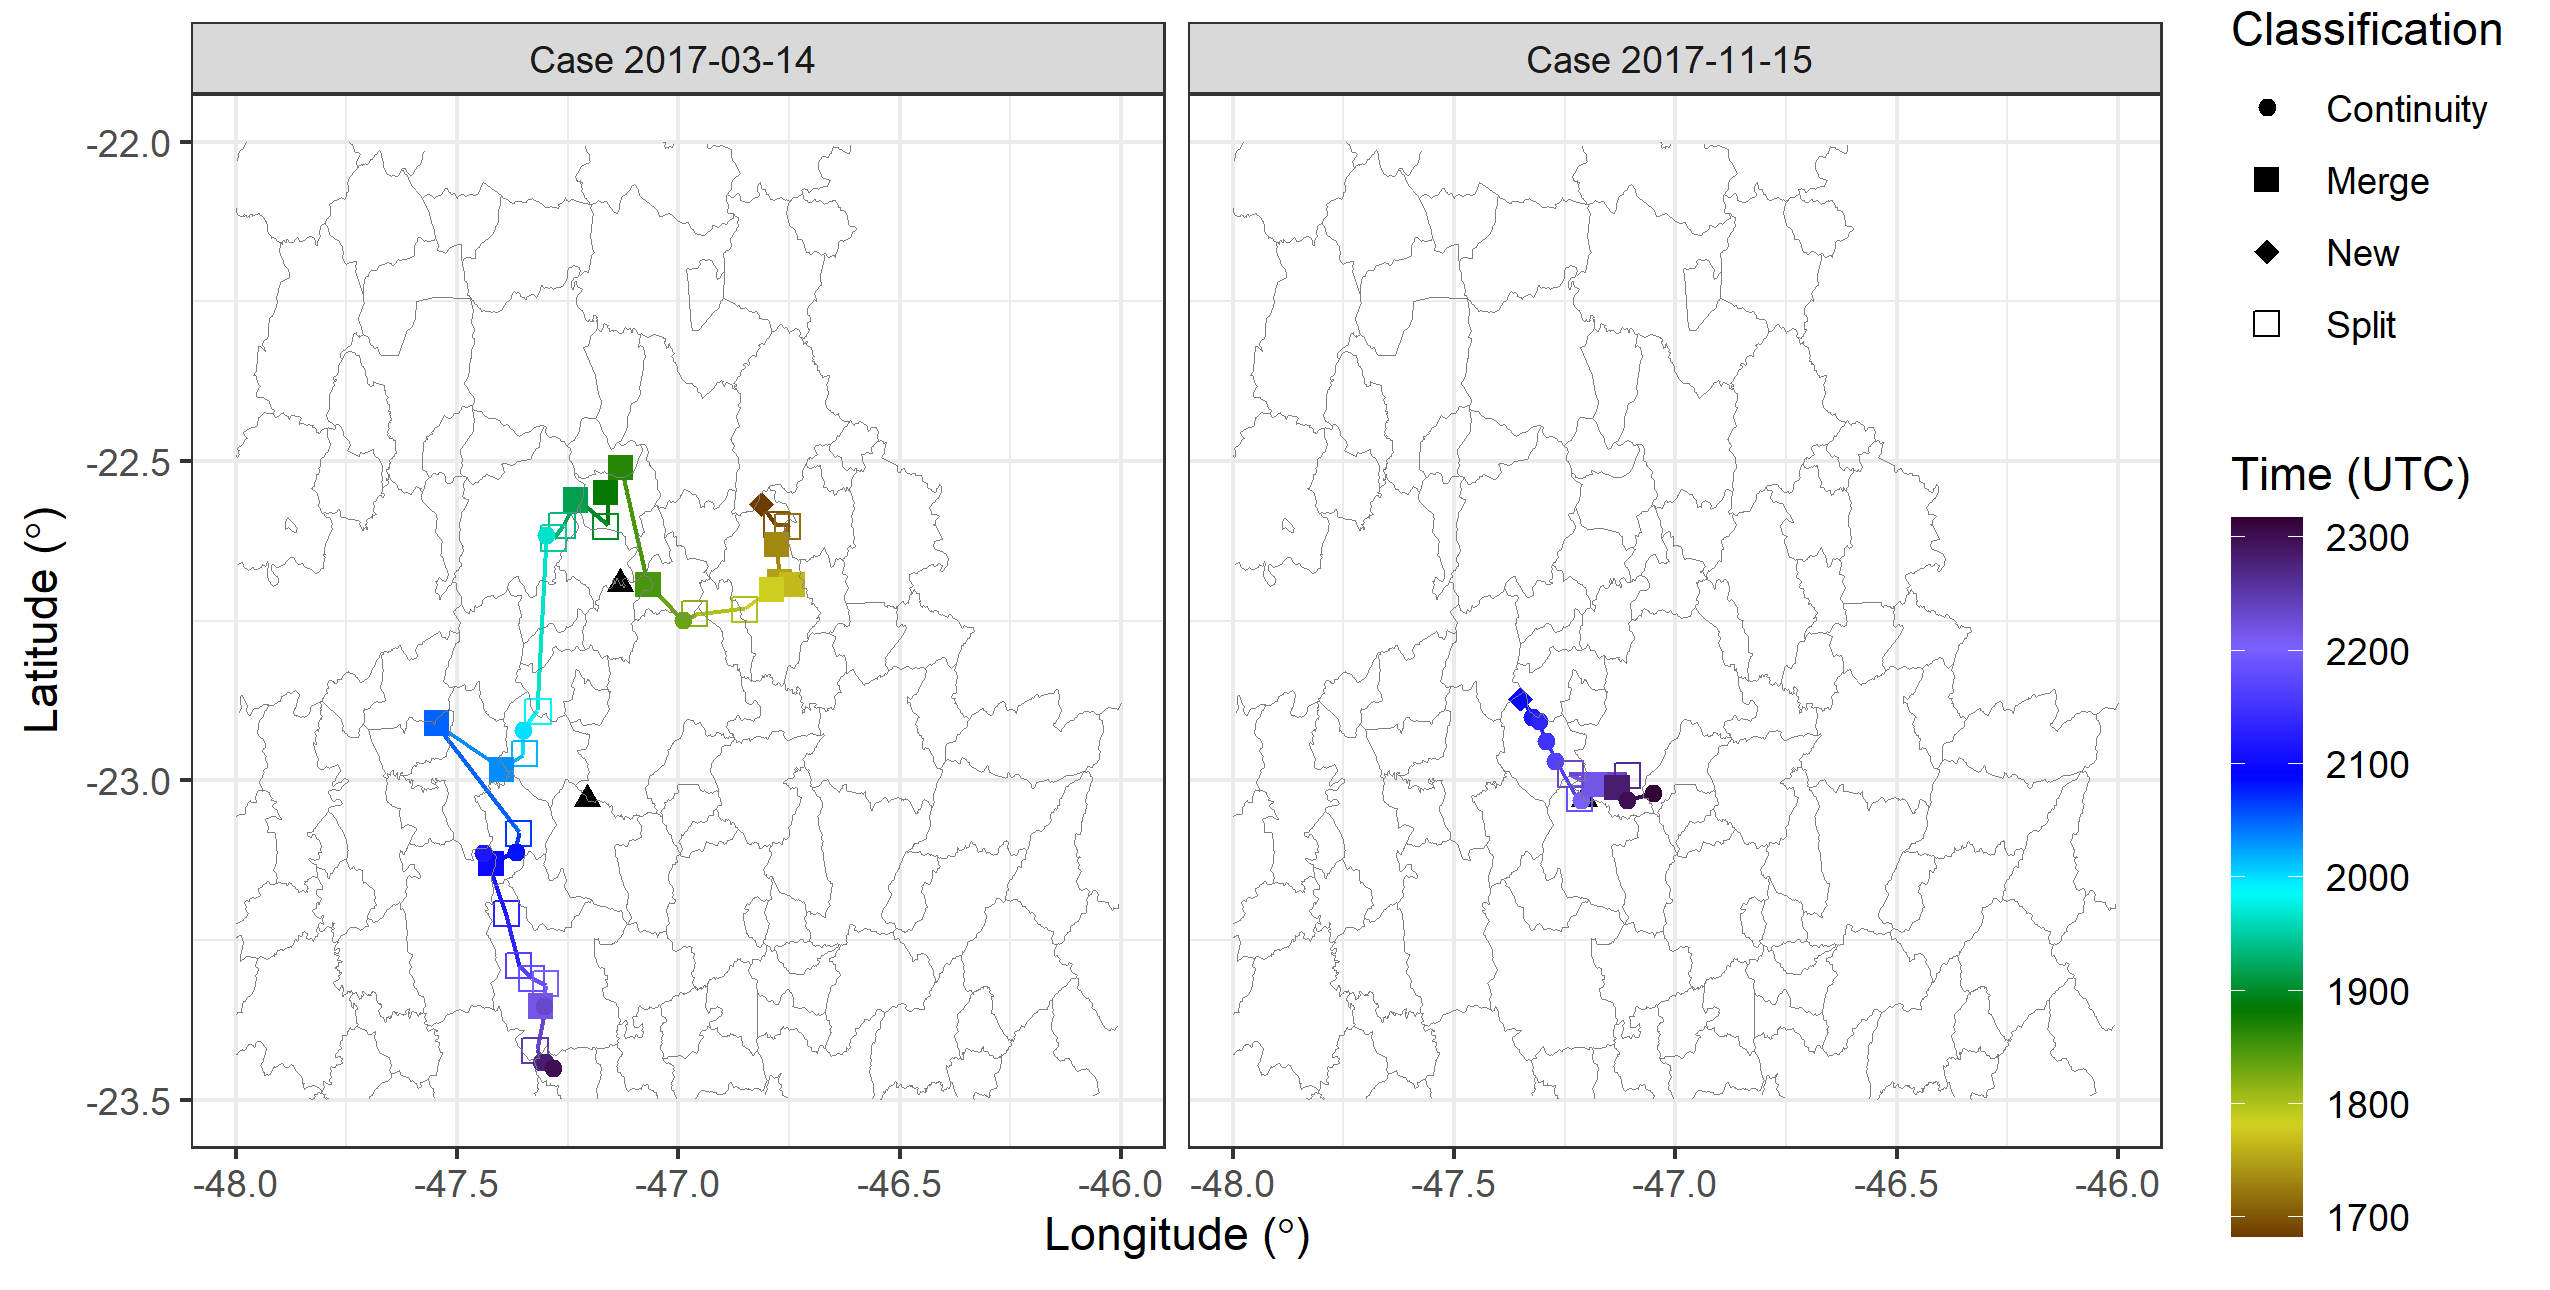 Case 2017-03-14
Case 2017-11-15
Latitude (°)
-22.0
-22.5
-23.0
-23.5
-48.0 -47.5 -47.0 -46.5 -46.0
-48.0 -47.5 -47.0 -46.5 -46.0
Longitude (°)
Classification
Continuity
Merge
New
Split
Time (UTC)
2300
2200
2100
2000
1900
1800
1700